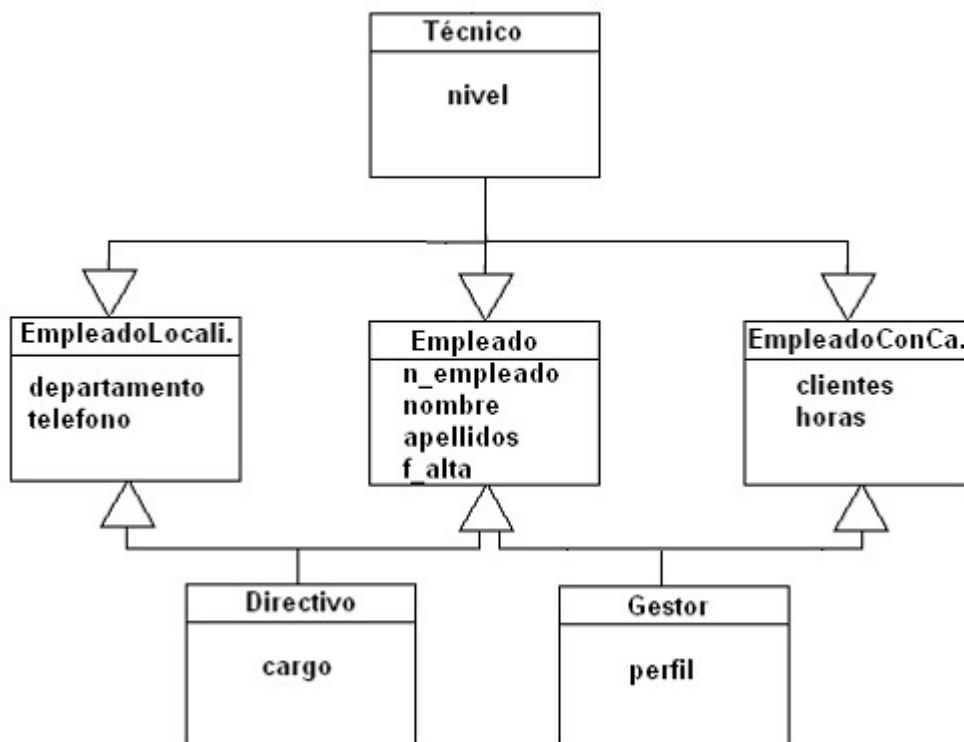 Técnico
nivel
EmpleadoLocali.
departamento
telefono
Empleado
n_empleado
nombre
apellidos
f_alta
EmpleadoConCa.
clientes
horas
Directivo
cargo
Gestor
perfil